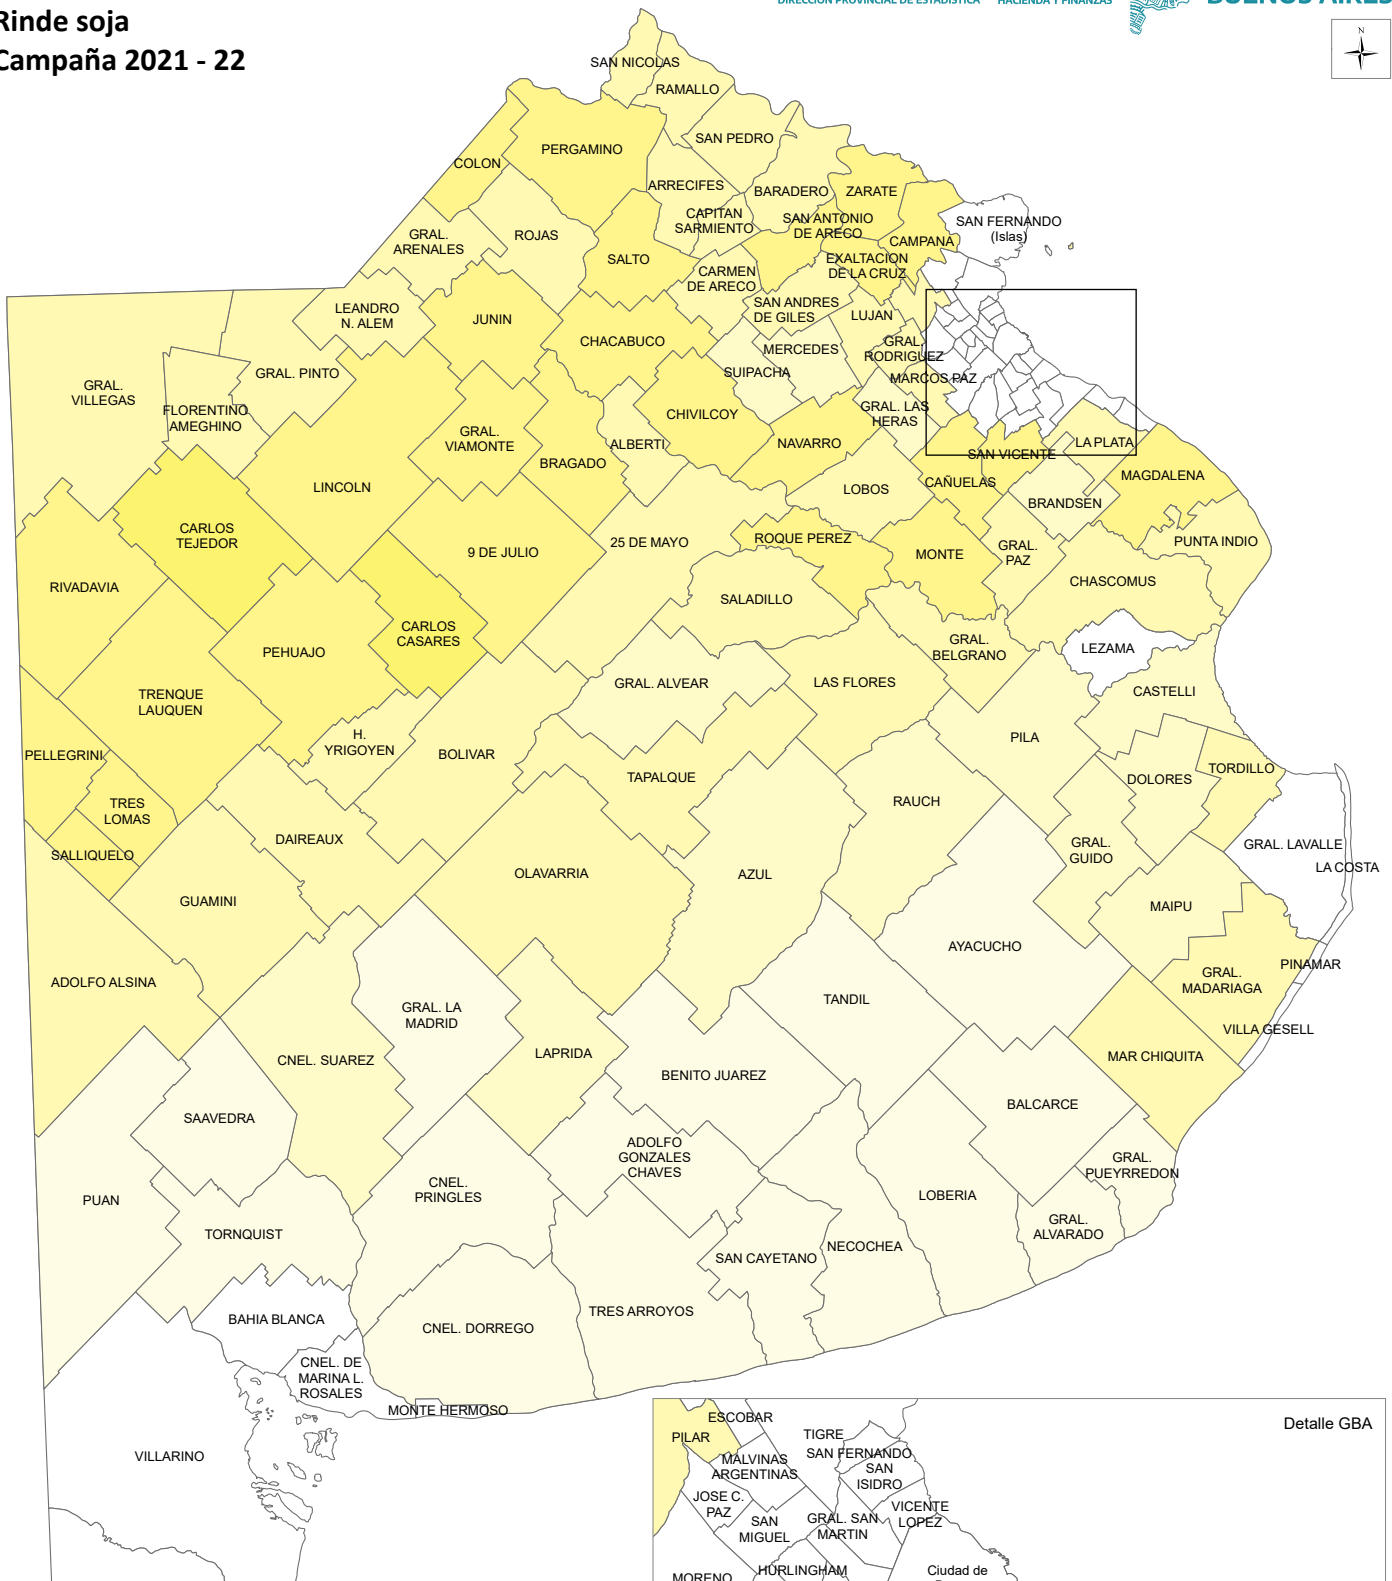 DIRECCIÓN PROVINCIAL DE ESTADÍSTICA
HACIENDA Y FINANZAS
BUENOS AIRES
Rinde soja
Campaña 2021 - 22
N
SAN NICOLAS
RAMALLO
SAN PEDRO
PERGAMINO
COLON
ARRECIFES
BARADERO
ZARATE
CAPITAN
SARMIENTO
SAN ANTONIO
DE ARECO
SAN FERNANDO
(Islas)
GRAL.
ARENALES
ROJAS
CAMPANA
SALTO
EXALTACION
DE LA CRUZ
CARMEN
DE ARECO
LEANDRO
N. ALEM
JUNIN
SAN ANDRES
DE GILES
LUJAN
CHACABUCO
MERCEDES
GRAL.
RODRIGUEZ
GRAL. PINTO
SUIPACHA
MARCOS PAZ
GRAL.
VILLEGAS
FLORENTINO
AMEGHINO
CHIVILCOY
GRAL. LAS
HERAS
GRAL.
VIAMONTE
ALBERTI
NAVARRO
LA PLATA
BRAGADO
SAN VICENTE
LINCOLN
LOBOS
CAÑUELAS
MAGDALENA
BRANDSEN
CARLOS
TEJEDOR
9 DE JULIO
25 DE MAYO
ROQUE PEREZ
MONTE
GRAL.
PAZ
PUNTA INDIO
RIVADAVIA
SALADILLO
CHASCOMUS
CARLOS
CASARES
PEHUAJO
GRAL.
BELGRANO
LEZAMA
TRENQUE
LAUQUEN
GRAL. ALVEAR
LAS FLORES
CASTELLI
H.
YRIGOYEN
PILA
PELLEGRINI
BOLIVAR
TAPALQUE
DOLORES
TORDILLO
TRES
LOMAS
RAUCH
DAIREAUX
GRAL.
GUIDO
GRAL. LAVALLE
SALLIQUELO
LA COSTA
OLAVARRIA
AZUL
GUAMINI
MAIPU
AYACUCHO
PINAMAR
ADOLFO ALSINA
GRAL.
MADARIAGA
TANDIL
GRAL. LA
MADRID
VILLA GESELL
CNEL. SUAREZ
LAPRIDA
MAR CHIQUITA
BENITO JUAREZ
BALCARCE
SAAVEDRA
ADOLFO
GONZALES
CHAVES
GRAL.
PUEYRREDON
PUAN
CNEL.
PRINGLES
LOBERIA
TORNQUIST
GRAL.
ALVARADO
NECOCHEA
SAN CAYETANO
BAHIA BLANCA
TRES ARROYOS
CNEL. DORREGO
CNEL. DE
MARINA L.
ROSALES
MONTE HERMOSO
VILLARINO
Detalle GBA
ESCOBAR
PILAR
TIGRE
SAN FERNANDO
MALVINAS
ARGENTINAS
SAN
ISIDRO
JOSE C.
PAZ
VICENTE
LOPEZ
SAN
MIGUEL
GRAL. SAN
MARTIN
HURLINGHAM
MORENO
Ciudad de